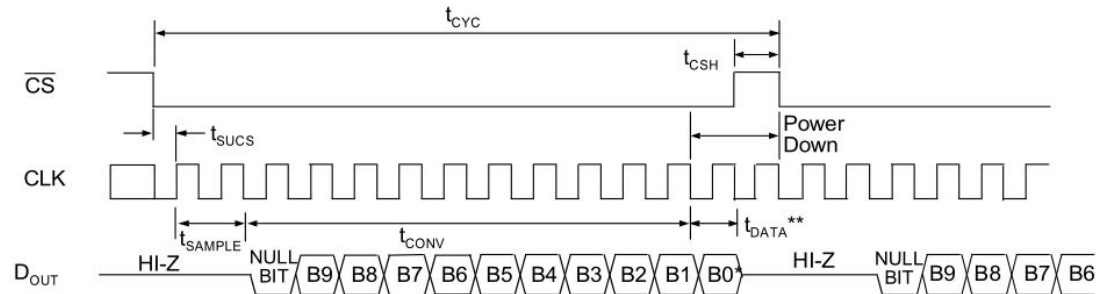 tCYC
tCSH
CS
tSUCS
Power
Down
CLK
tSAMPLE
tCONV
tDATA**
DOUT
HI-Z
NULL
BIT
B9 B8 B7 B6 B5 B4 B3 B2 B1 B0*
HI-Z
NULL
BIT
B9 B8 B7 B6